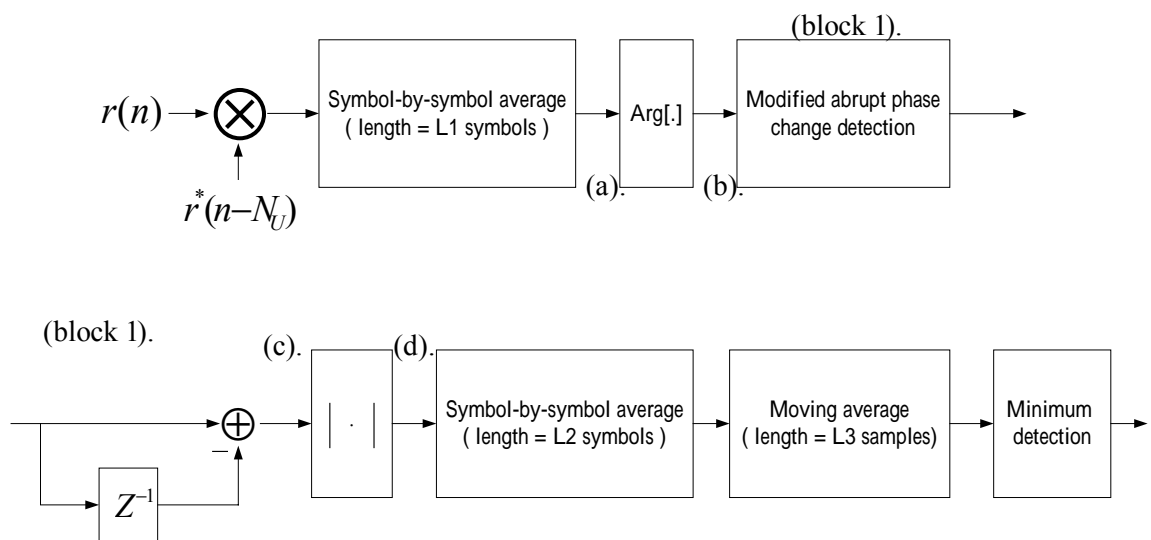 (block 1).
r(n)
Symbol-by-symbol average
( length = L1 symbols )
Arg[.]
Modified abrupt phase
change detection
(a).
(b).
r*(n−N_U)
(block 1).
(c).
(d).
−
Z⁻¹
| · |
Symbol-by-symbol average
( length = L2 symbols )
Moving average
( length = L3 samples)
Minimum
detection